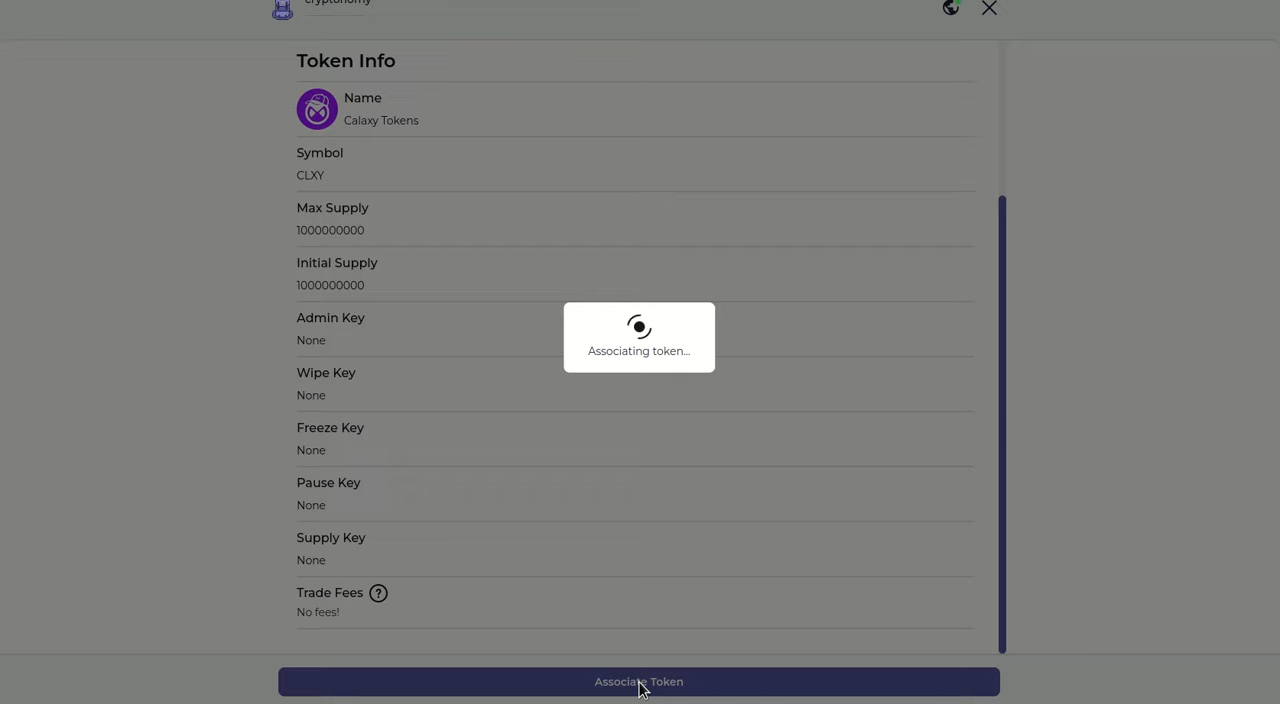 cryptonomy
Token Info
Name
Calaxy Tokens
Symbol
CLXY
Max Supply
1000000000
Initial Supply
1000000000
Admin Key
None
Associating token...
Wipe Key
None
Freeze Key
None
Pause Key
None
Supply Key
None
Trade Fees ?
No fees!
Associate Token